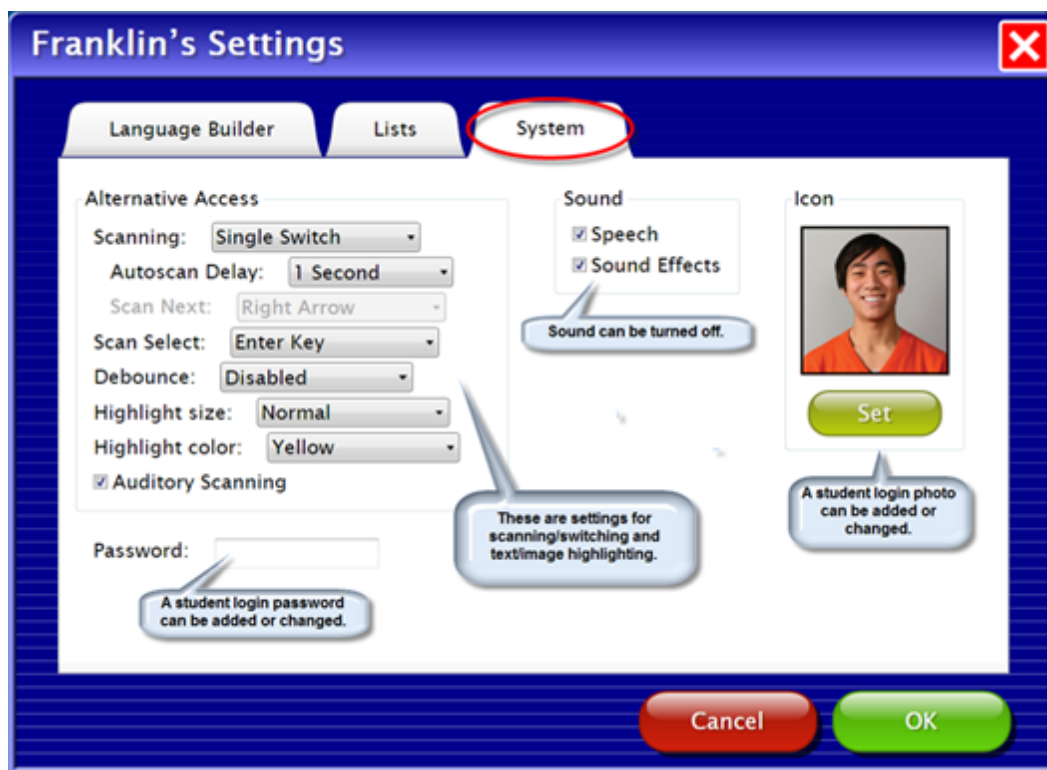 Franklin's Settings
Language Builder
Lists
System
Alternative Access
Scanning: Single Switch
Autoscan Delay: 1 Second
Scan Next: Right Arrow
Scan Select: Enter Key
Debounce: Disabled
Highlight size: Normal
Highlight color: Yellow
Auditory Scanning
These are settings for
scanning/switching and
text/image highlighting.
Password:
A student login password
can be added or changed.
Sound
Speech
Sound Effects
Sound can be turned off.
Icon
Set
A student login photo
can be added or
changed.
Cancel
OK